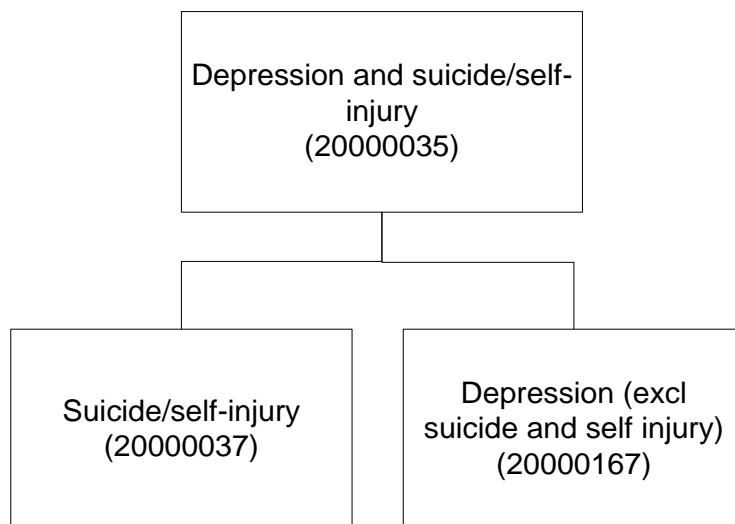 Depression and suicide/self-
injury
(20000035)
Suicide/self-injury
(20000037)
Depression (excl
suicide and self injury)
(20000167)